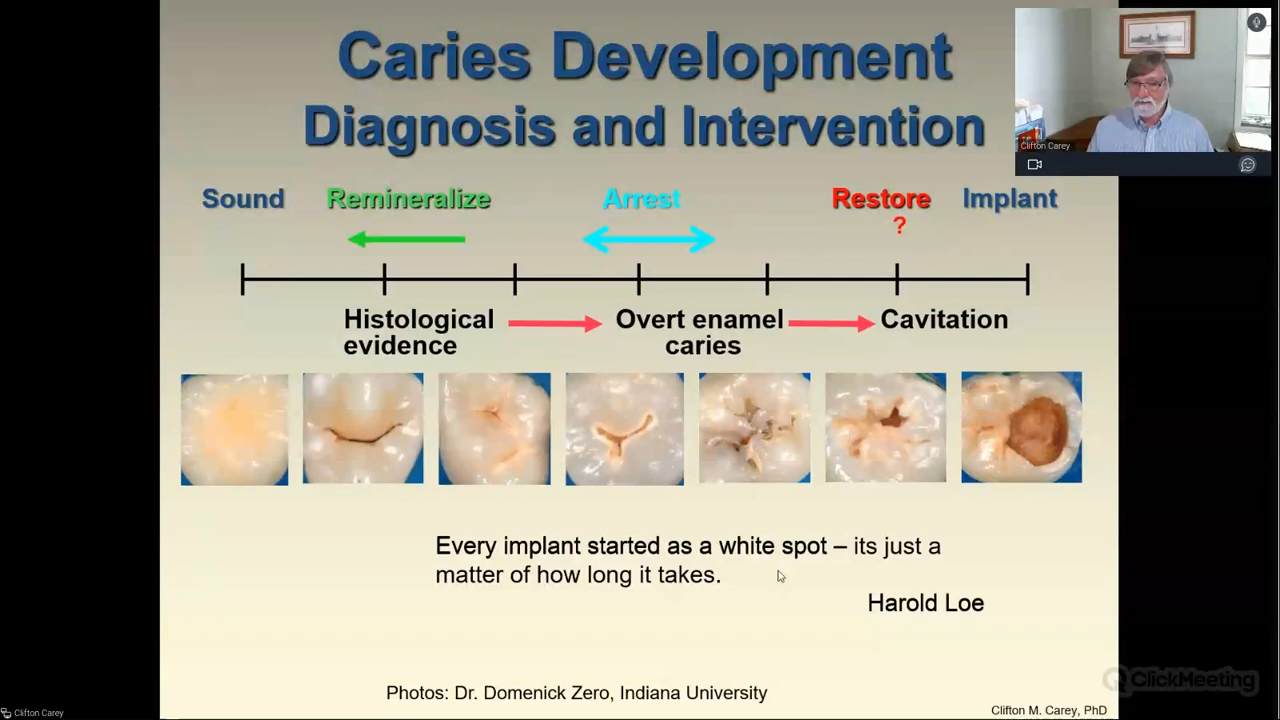 Caries Development
Diagnosis and Intervention
Clifton Carey
Sound Remineralize Arrest Restore Implant
?
Histological evidence
Overt enamel caries
Cavitation
Every implant started as a white spot – its just a
matter of how long it takes.
Harold Loe
Photos: Dr. Domenick Zero, Indiana University
ClickMeeting
Clifton M. Carey, PhD
Clifton Carey